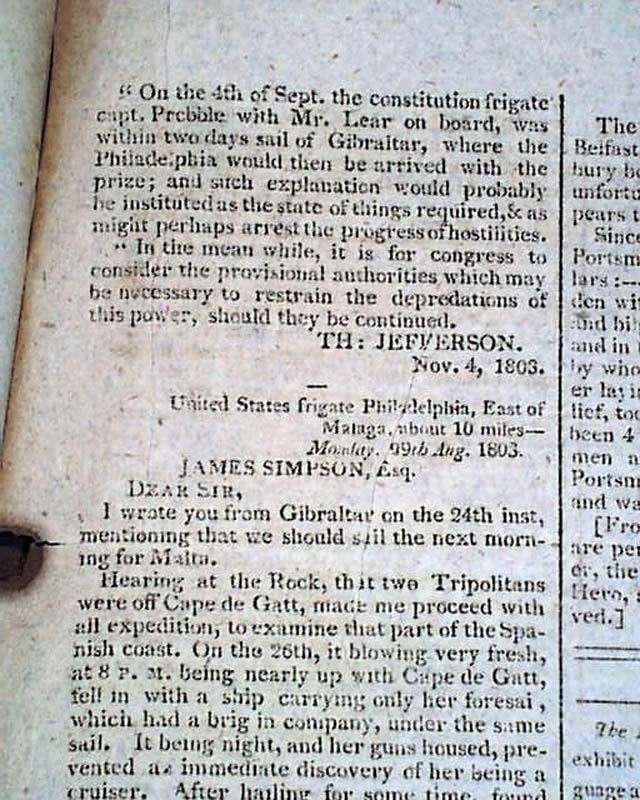 “ On the 4th of Sept. the constitution frigate
capt. Prebble with Mr. Lear on board, was
within two days sail of Gibraltar, where the
Philadelphia would then be arrived with the
prize; and such explanation would probably
be instituted as the state of things required, & as
might perhaps arrest the progress of hostilities.
“ In the mean while, it is for congress to
consider the provisional authorities which may
be necessary to restrain the depredations of
this power, should they be continued.
TH: JEFFERSON.
Nov. 4, 1803.
United States frigate Philadelphia, East of
Malaga, about 10 miles—
Monday, 29th Aug. 1803.
JAMES SIMPSON, Esq.
DEAR SIR,
I wrote you from Gibraltar on the 24th inst,
mentioning that we should sail the next morn-
ing for Malta.
Hearing at the Rock, that two Tripolitans
were off Cape de Gatt, made me proceed with
all expedition, to examine that part of the Spa-
nish coast. On the 26th, it blowing very fresh,
at 8 P. M. being nearly up with Cape de Gatt,
fell in with a ship carrying only her foresail,
which had a brig in company, under the same
sail. It being night, and her guns housed, pre-
vented an immediate discovery of her being a
cruiser. After hailing for some time, found
The
Belfast
bury be
unfortu
pears t
Since
Portsm
lars :—
den wi
and bil
and in
by who
er layi
lief, to
been 4
men a
Portsm
and wa
[Fro
are per
or, the
Hero, s
ved.]
The
exhibit
guage a